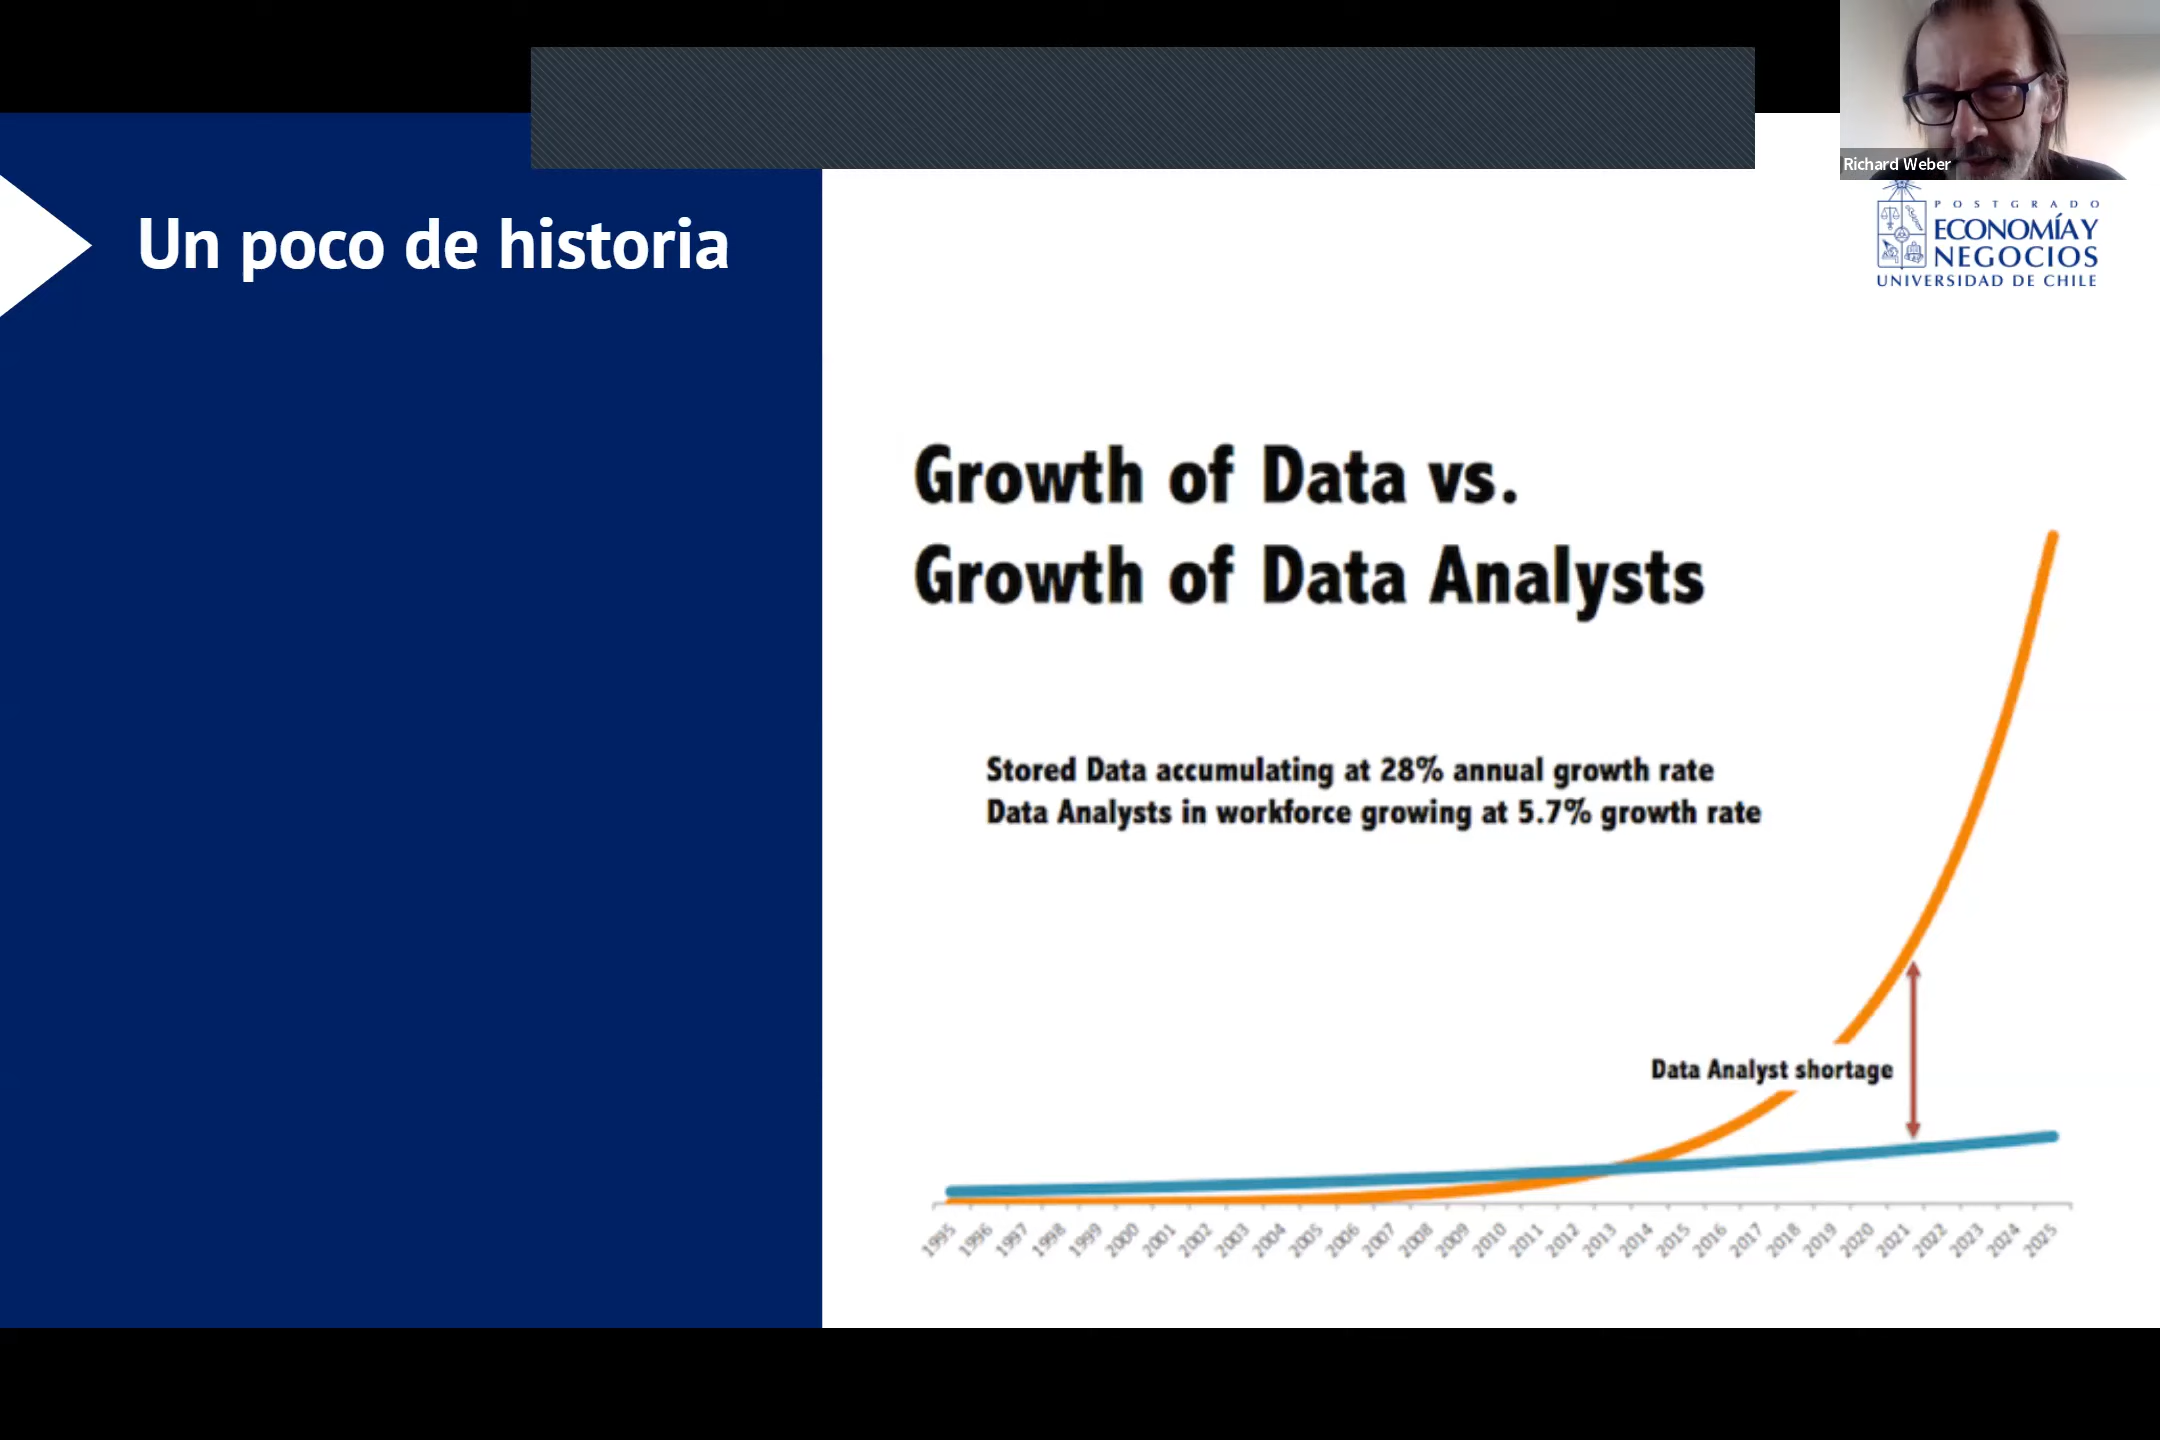 Richard Weber
Un poco de historia
POSTGRADO
ECONOMÍA Y
NEGOCIOS
UNIVERSIDAD DE CHILE
Growth of Data vs.
Growth of Data Analysts
Stored Data accumulating at 28% annual growth rate
Data Analysts in workforce growing at 5.7% growth rate
Data Analyst shortage
1995 1996 1997 1998 1999 2000 2001 2002 2003 2004 2005 2006 2007 2008 2009 2010 2011 2012 2013 2014 2015 2016 2017 2018 2019 2020 2021 2022 2023 2024 2025